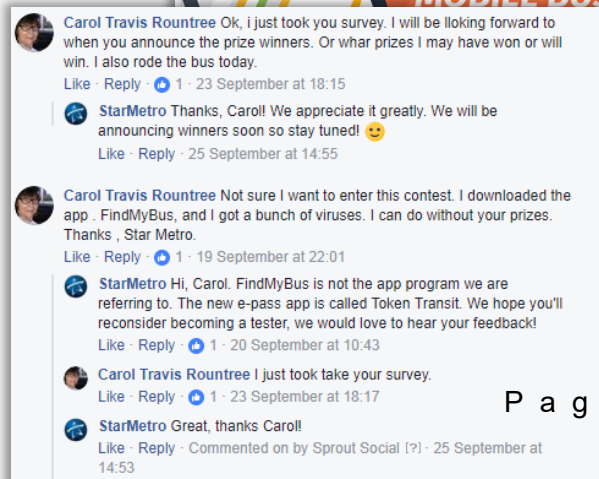 MOBILE
Carol Travis Rountree Ok, i just took you survey. I will be lloking forward to
when you announce the prize winners. Or whar prizes I may have won or will
win. I also rode the bus today.
Like · Reply · 1 · 23 September at 18:15
StarMetro Thanks, Carol! We appreciate it greatly. We will be
announcing winners soon so stay tuned!
Like · Reply · 25 September at 14:55
Carol Travis Rountree Not sure I want to enter this contest. I downloaded the
app . FindMyBus, and I got a bunch of viruses. I can do without your prizes.
Thanks , Star Metro.
Like · Reply · 1 · 19 September at 22:01
StarMetro Hi, Carol. FindMyBus is not the app program we are
referring to. The new e-pass app is called Token Transit. We hope you'll
reconsider becoming a tester, we would love to hear your feedback!
Like · Reply · 1 · 20 September at 10:43
Carol Travis Rountree I just took take your survey.
Like · Reply · 1 · 23 September at 18:17
P a g
StarMetro Great, thanks Carol!
Like · Reply · Commented on by Sprout Social [?] · 25 September at
14:53